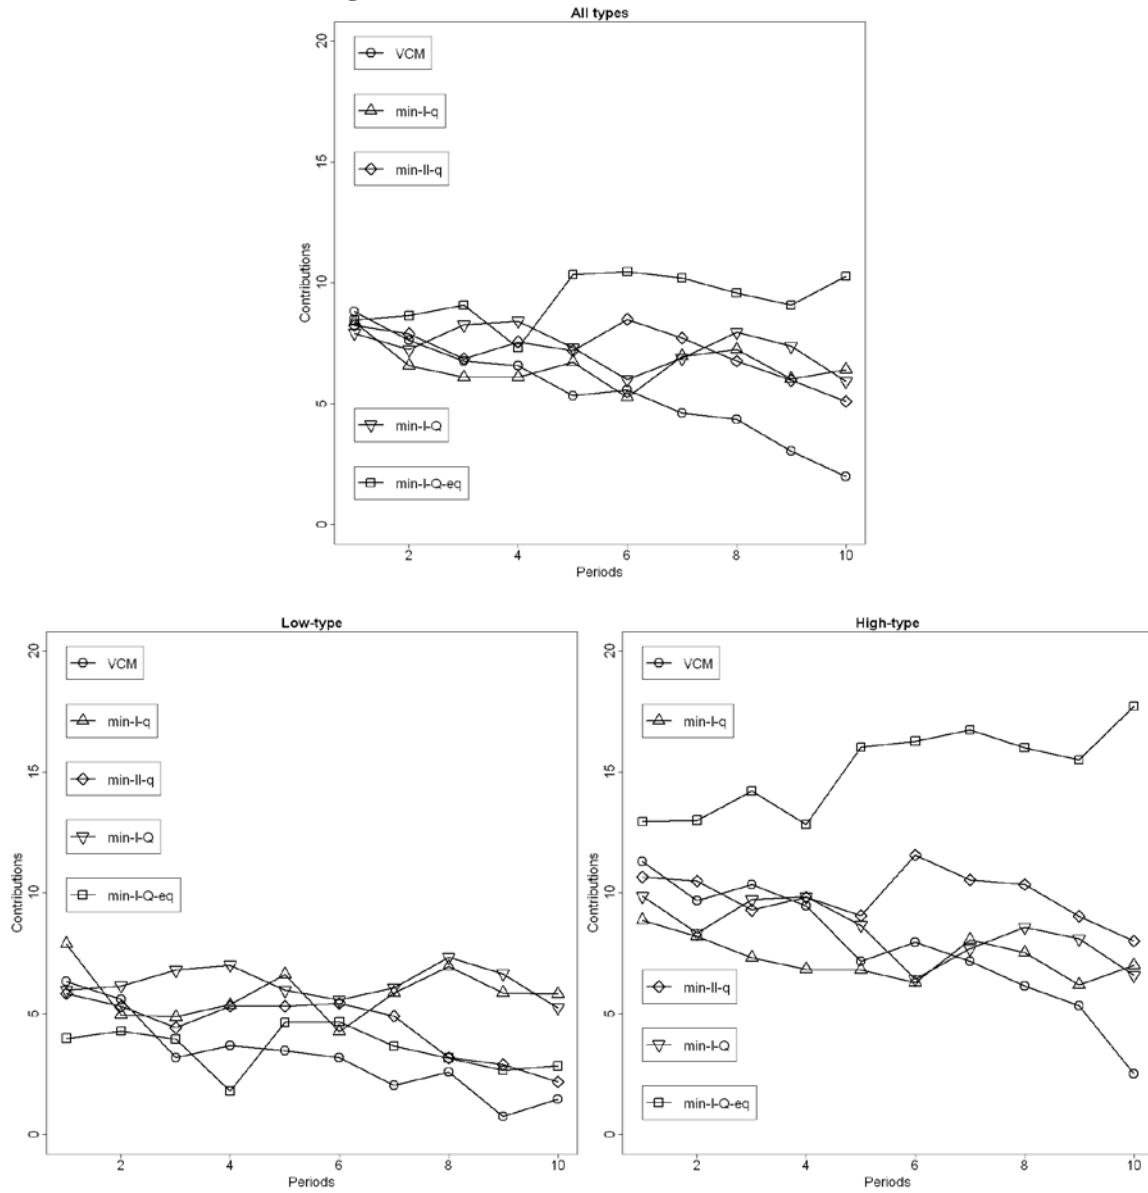 All types
VCM
min-I-q
min-II-q
min-I-Q
min-I-Q-eq
Contributions
20
15
10
5
0
2 4 6 8 10
Periods
Low-type
VCM
min-I-q
min-II-q
min-I-Q
min-I-Q-eq
Contributions
20
15
10
5
0
2 4 6 8 10
Periods
High-type
VCM
min-I-q
min-II-q
min-I-Q
min-I-Q-eq
Contributions
20
15
10
5
0
2 4 6 8 10
Periods